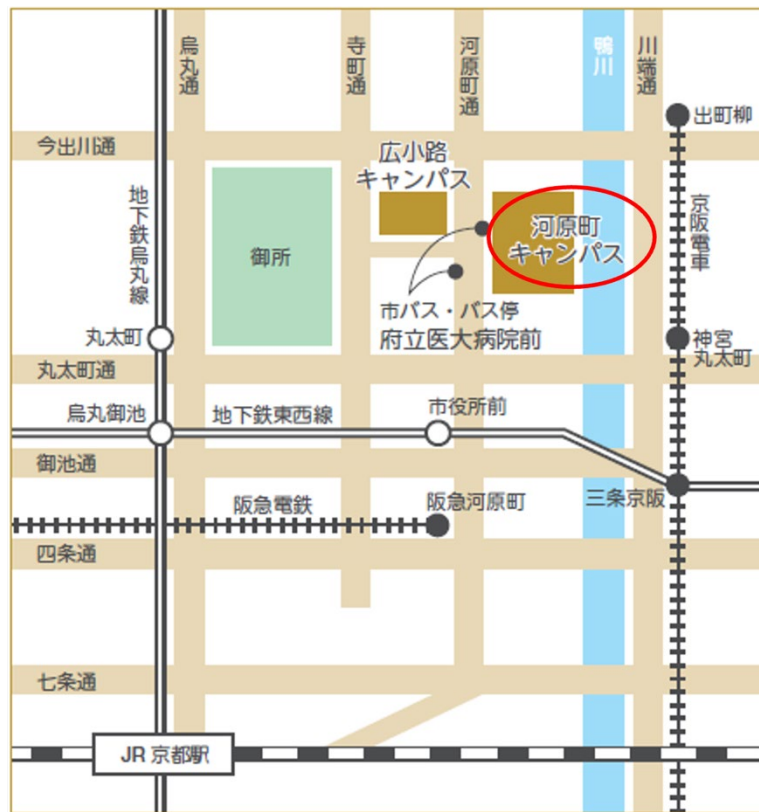 烏丸通
寺町通
河原町通
鴨川
川端通
出町柳
今出川通
広小路
キャンパス
地下鉄烏丸線
御所
河原町
キャンパス
京阪電車
市バス・バス停
府立医大病院前
丸太町
神宮
丸太町
丸太町通
烏丸御池
地下鉄東西線
市役所前
御池通
三条京阪
阪急電鉄
阪急河原町
四条通
七条通
JR 京都駅